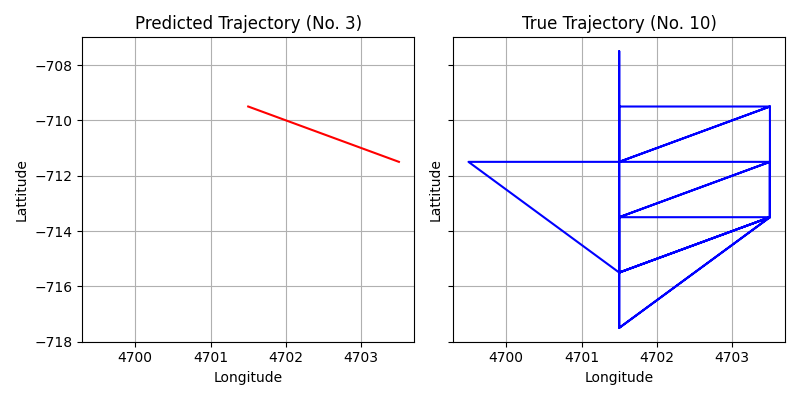 Predicted Trajectory (No. 3)
True Trajectory (No. 10)
Lattitude
−708
−710
−712
−714
−716
−718
4700 4701 4702 4703
Longitude
Lattitude
4700 4701 4702 4703
Longitude